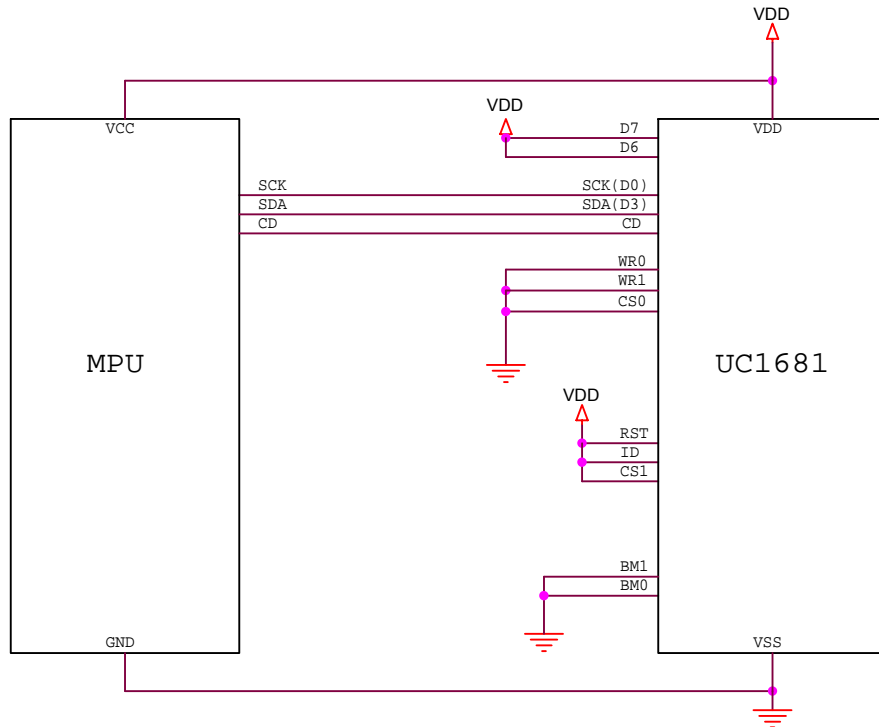 VDD
VCC
VDD
D7
VDD
D6
SCK
SCK(D0)
SDA
SDA(D3)
CD
CD
WR0
WR1
CS0
MPU
UC1681
VDD
RST
ID
CS1
BM1
BM0
GND
VSS